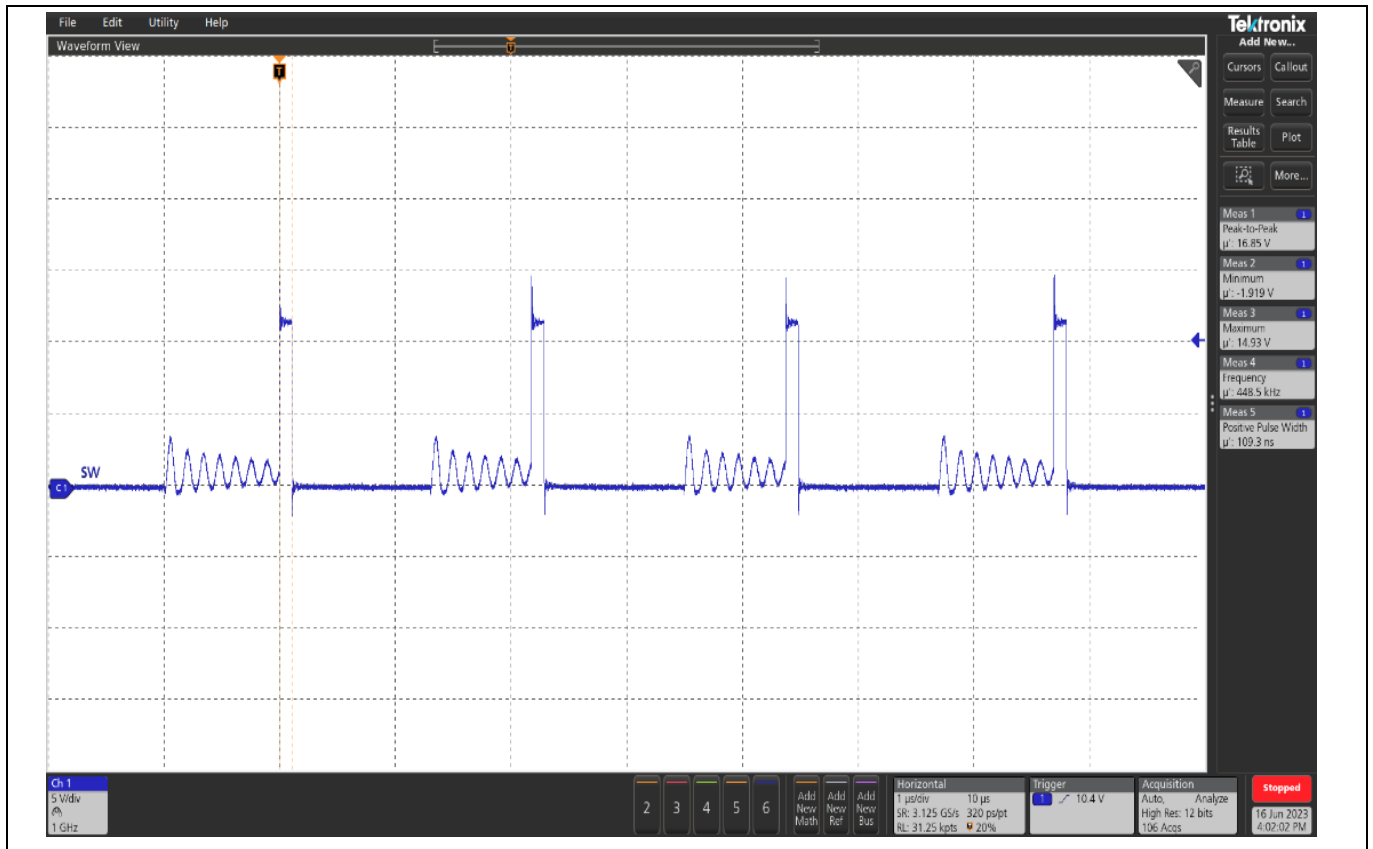 File Edit Utility Help
Tektronix
Waveform View
Add New...
T
T
Cursors Callout
Measure Search
Results Table Plot
More...
Meas 1 1
Peak-to-Peak
µ': 16.85 V
Meas 2 1
Minimum
µ': -1.919 V
Meas 3 1
Maximum
µ': 14.93 V
Meas 4 1
Frequency
µ': 448.5 kHz
Meas 5 1
Positive Pulse Width
µ': 109.3 ns
SW
C1
Ch 1
5 V/div
1 GHz
2 3 4 5 6
Add New Math
Add New Ref
Add New Bus
Horizontal
1 µs/div 10 µs
SR: 3.125 GS/s 320 ps/pt
RL: 31.25 kpts 20%
Trigger
1 10.4 V
Acquisition
Auto, Analyze
High Res: 12 bits
106 Acqs
Stopped
16 Jun 2023
4:02:02 PM